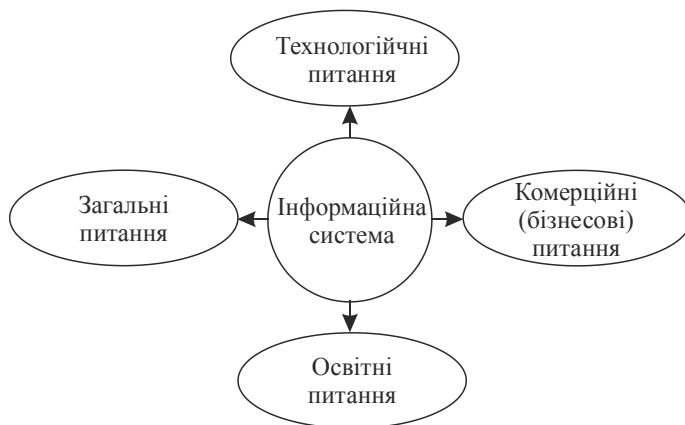 Технологійчні
питання
Загальні
питання
Інформаційна
система
Комерційні
(бізнесові)
питання
Освітні
питання